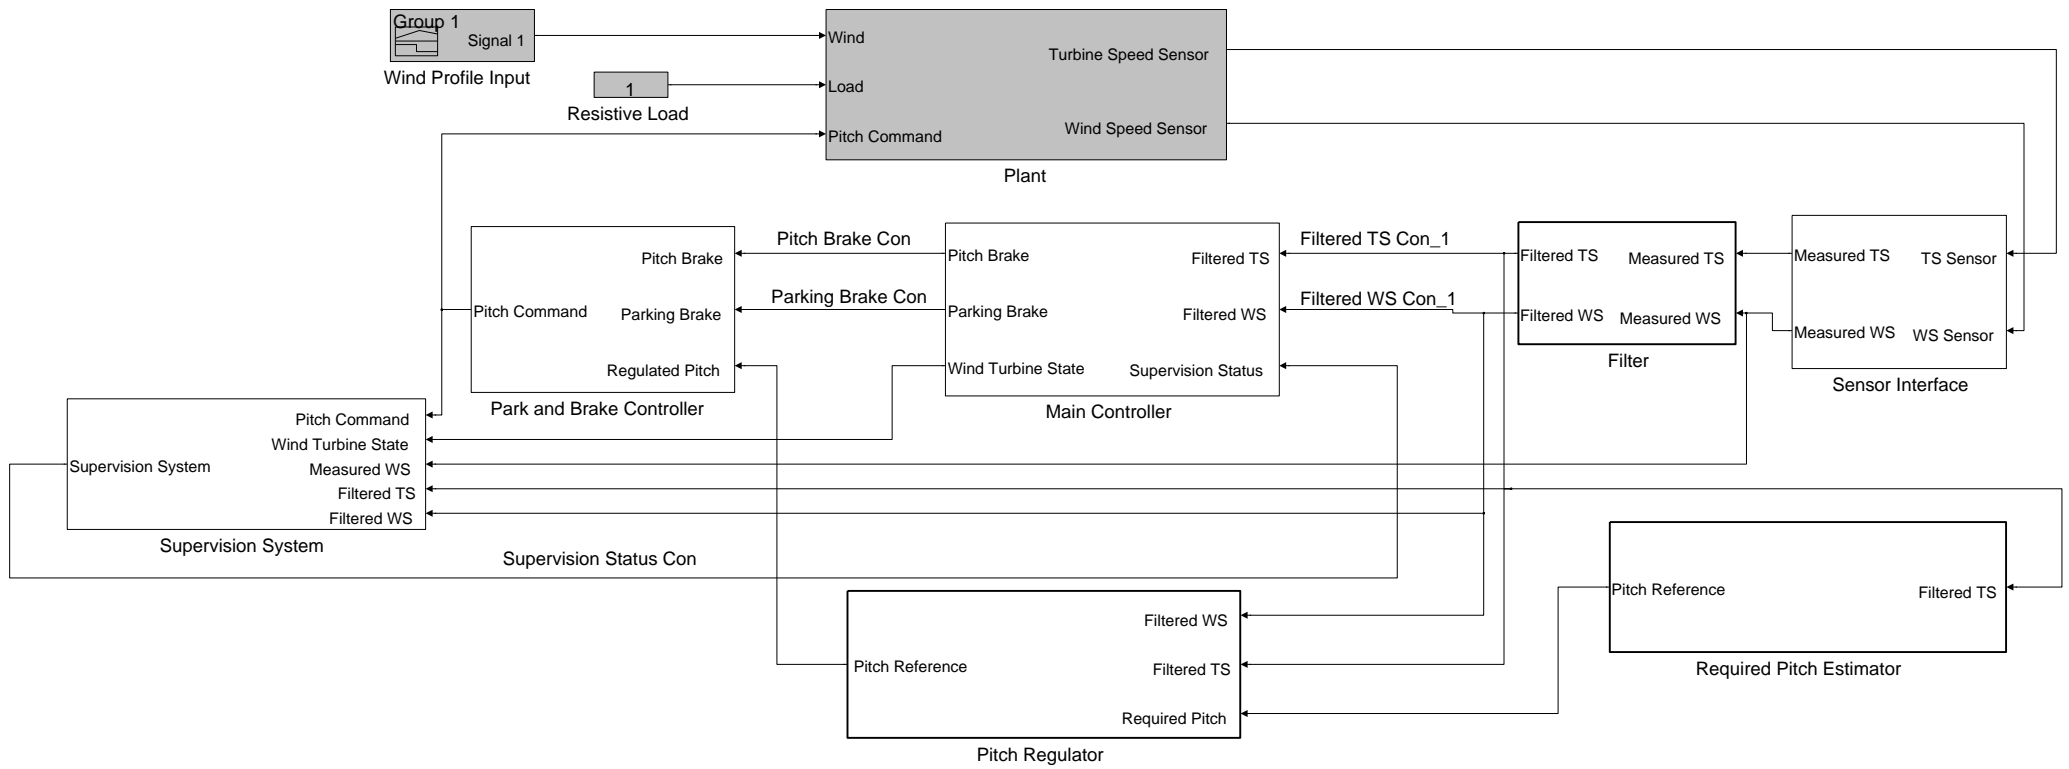 Group 1
Signal 1
Wind Profile Input
1
Resistive Load
Wind
Load
Pitch Command
Turbine Speed Sensor
Wind Speed Sensor
Plant
Pitch Brake
Parking Brake
Regulated Pitch
Pitch Command
Park and Brake Controller
Pitch Brake Con
Parking Brake Con
Pitch Brake
Parking Brake
Wind Turbine State
Filtered TS
Filtered WS
Supervision Status
Main Controller
Filtered TS Con_1
Filtered WS Con_1
Filtered TS
Filtered WS
Measured TS
Measured WS
Filter
Measured TS
Measured WS
TS Sensor
WS Sensor
Sensor Interface
Supervision System
Pitch Command
Wind Turbine State
Measured WS
Filtered TS
Filtered WS
Supervision System
Supervision Status Con
Pitch Reference
Filtered WS
Filtered TS
Required Pitch
Pitch Regulator
Pitch Reference
Filtered TS
Required Pitch Estimator